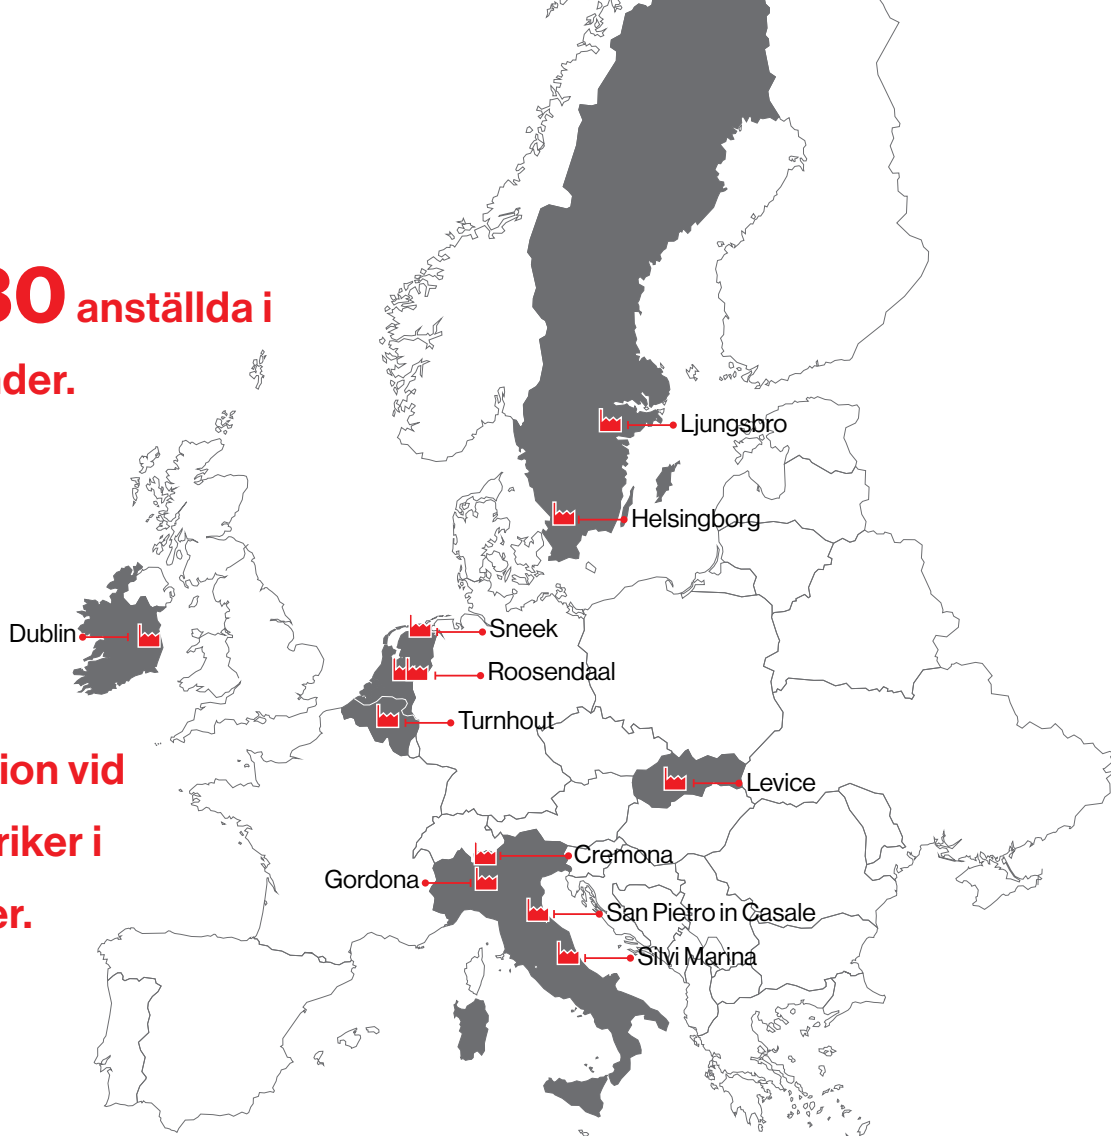 30 anställda i
der.
Ljungsbro
Helsingborg
Dublin
Sneek
Roosendaal
Turnhout
ion vid
Levice
riker i
Cremona
Gordona
er.
San Pietro in Casale
Silvi Marina